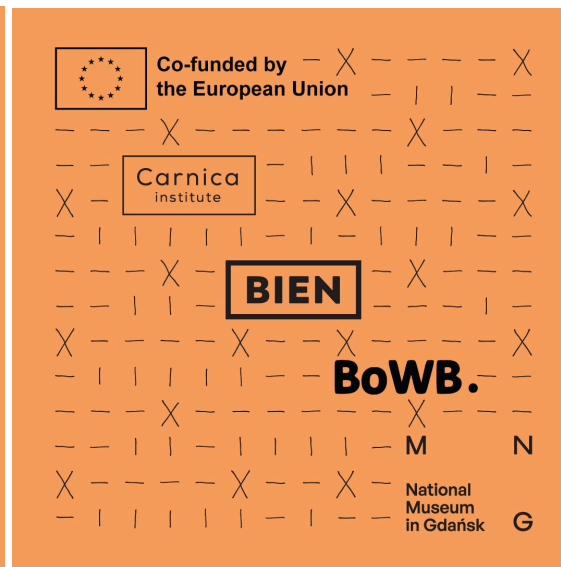 Co-funded by
the European Union
Carnica
institute
BIEN
BoWB.
M N
National
Museum
in Gdańsk G